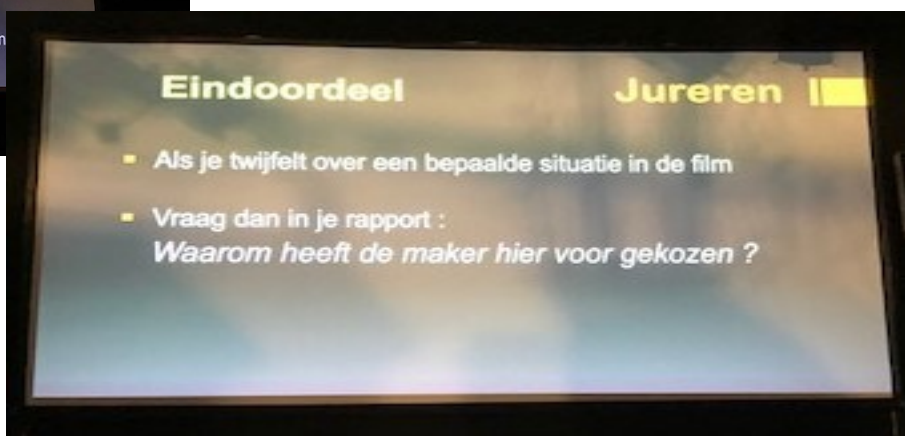 Eindoordeel Jureren
Als je twijfelt over een bepaalde situatie in de film
Vraag dan in je rapport :
Waarom heeft de maker hier voor gekozen ?